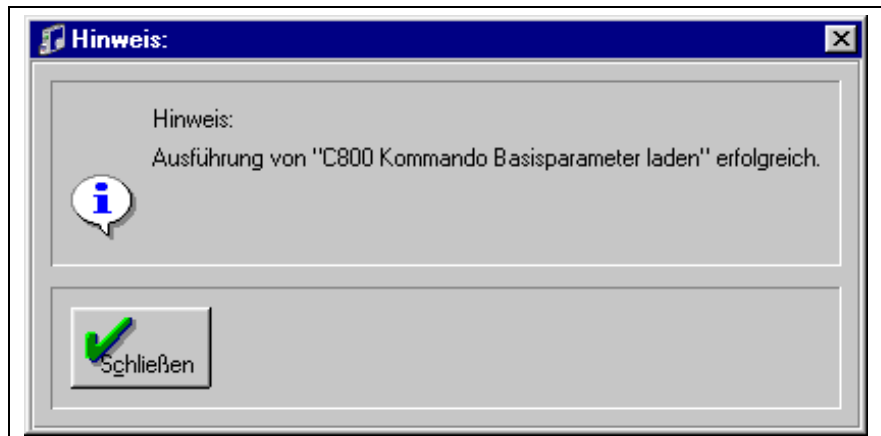 Hinweis:
Hinweis:
Ausführung von "C800 Kommando Basisparameter laden" erfolgreich.
Schließen